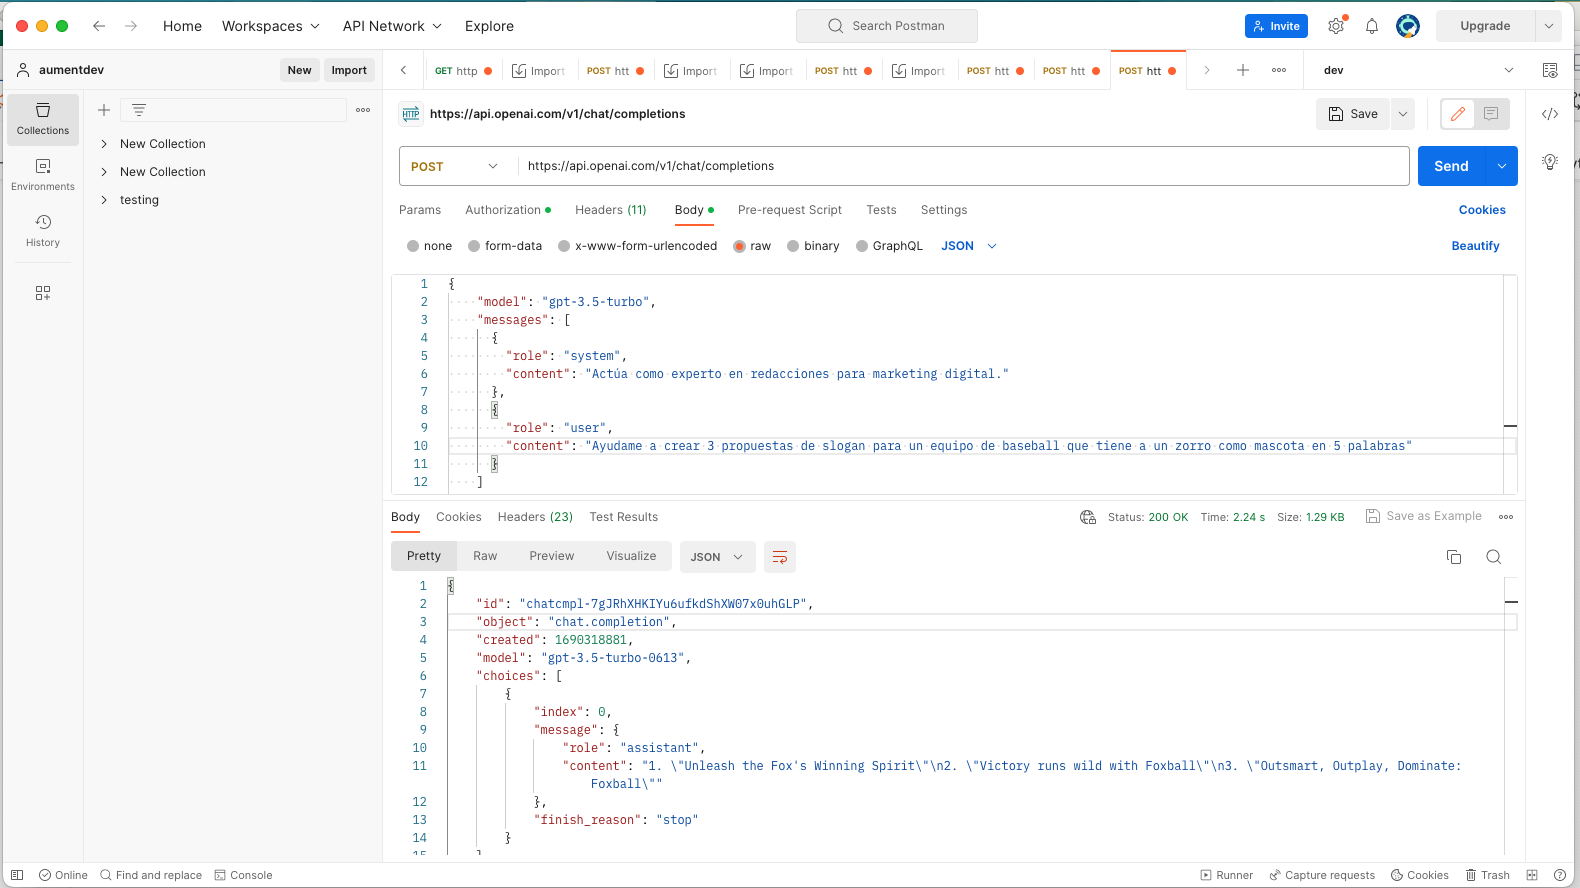 Home Workspaces API Network Explore Search Postman Invite Upgrade
aumentdev New Import
GET http Import POST htt Import Import POST htt Import POST htt POST htt POST htt dev
Collections
Environments
History
New Collection
New Collection
testing
HTTP https://api.openai.com/v1/chat/completions Save
POST https://api.openai.com/v1/chat/completions Send
Params Authorization Headers (11) Body Pre-request Script Tests Settings Cookies
none form-data x-www-form-urlencoded raw binary GraphQL JSON Beautify
1 {
2 "model": "gpt-3.5-turbo",
3 "messages": [
4 {
5 "role": "system",
6 "content": "Actúa como experto en redacciones para marketing digital."
7 },
8 {
9 "role": "user",
10 "content": "Ayudame a crear 3 propuestas de slogan para un equipo de baseball que tiene a un zorro como mascota en 5 palabras"
11 }
12 ]
Body Cookies Headers (23) Test Results Status: 200 OK Time: 2.24 s Size: 1.29 KB Save as Example
Pretty Raw Preview Visualize JSON
1 {
2 "id": "chatcmpl-7gJRhXHKIYu6ufkdShXW07x0uhGLP",
3 "object": "chat.completion",
4 "created": 1690318881,
5 "model": "gpt-3.5-turbo-0613",
6 "choices": [
7 {
8 "index": 0,
9 "message": {
10 "role": "assistant",
11 "content": "1. \"Unleash the Fox's Winning Spirit\"\n2. \"Victory runs wild with Foxball\"\n3. \"Outsmart, Outplay, Dominate:
Foxball\""
12 },
13 "finish_reason": "stop"
14 }
15 ]
Online Find and replace Console Runner Capture requests Cookies Trash